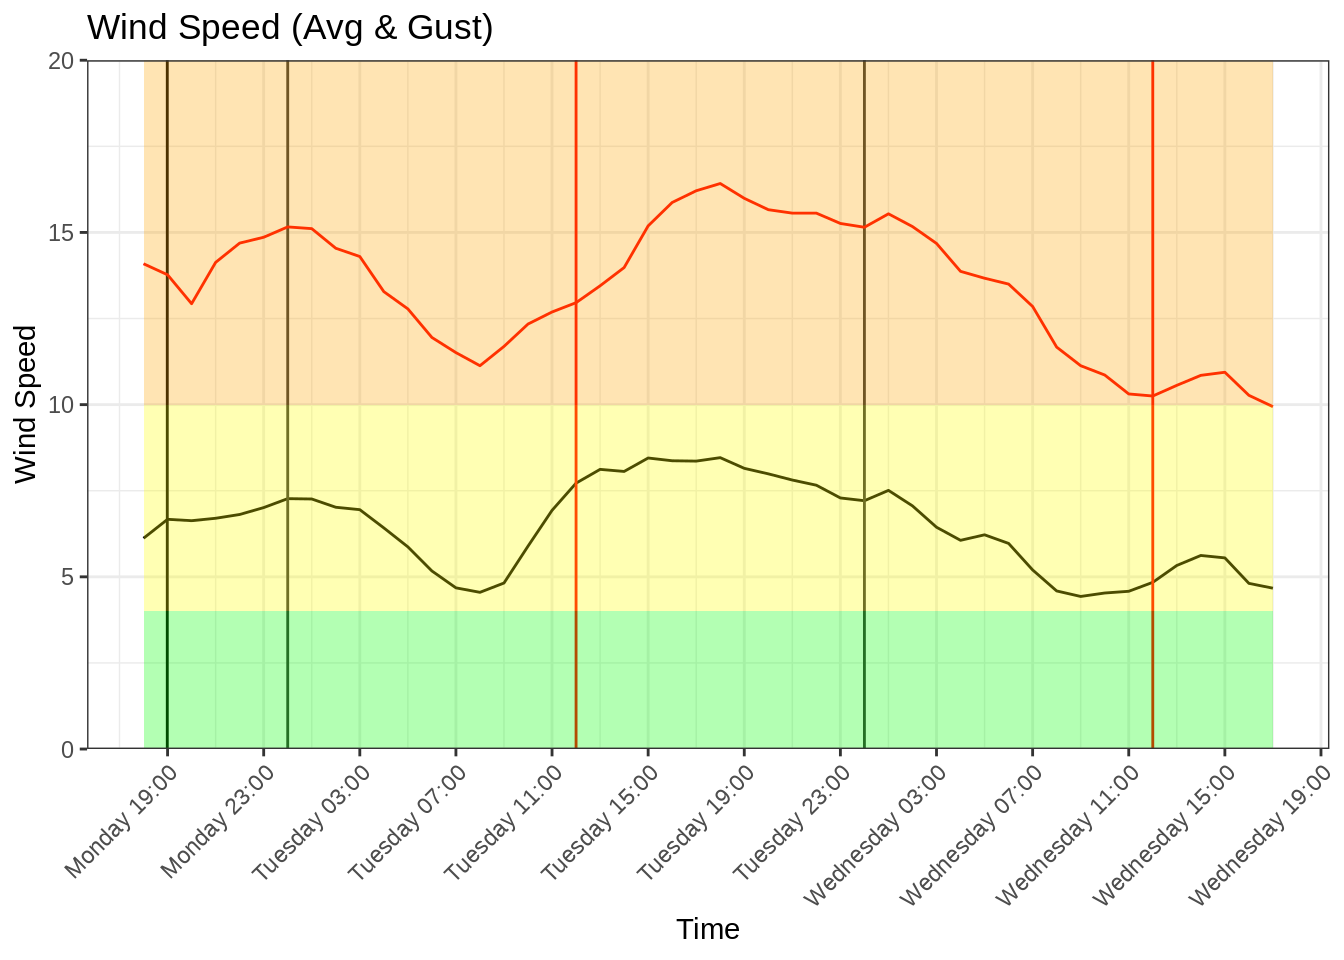 Wind Speed (Avg & Gust)
20
15
10
5
0
Wind Speed
Monday 19:00
Monday 23:00
Tuesday 03:00
Tuesday 07:00
Tuesday 11:00
Tuesday 15:00
Tuesday 19:00
Tuesday 23:00
Wednesday 03:00
Wednesday 07:00
Wednesday 11:00
Wednesday 15:00
Wednesday 19:00
Time